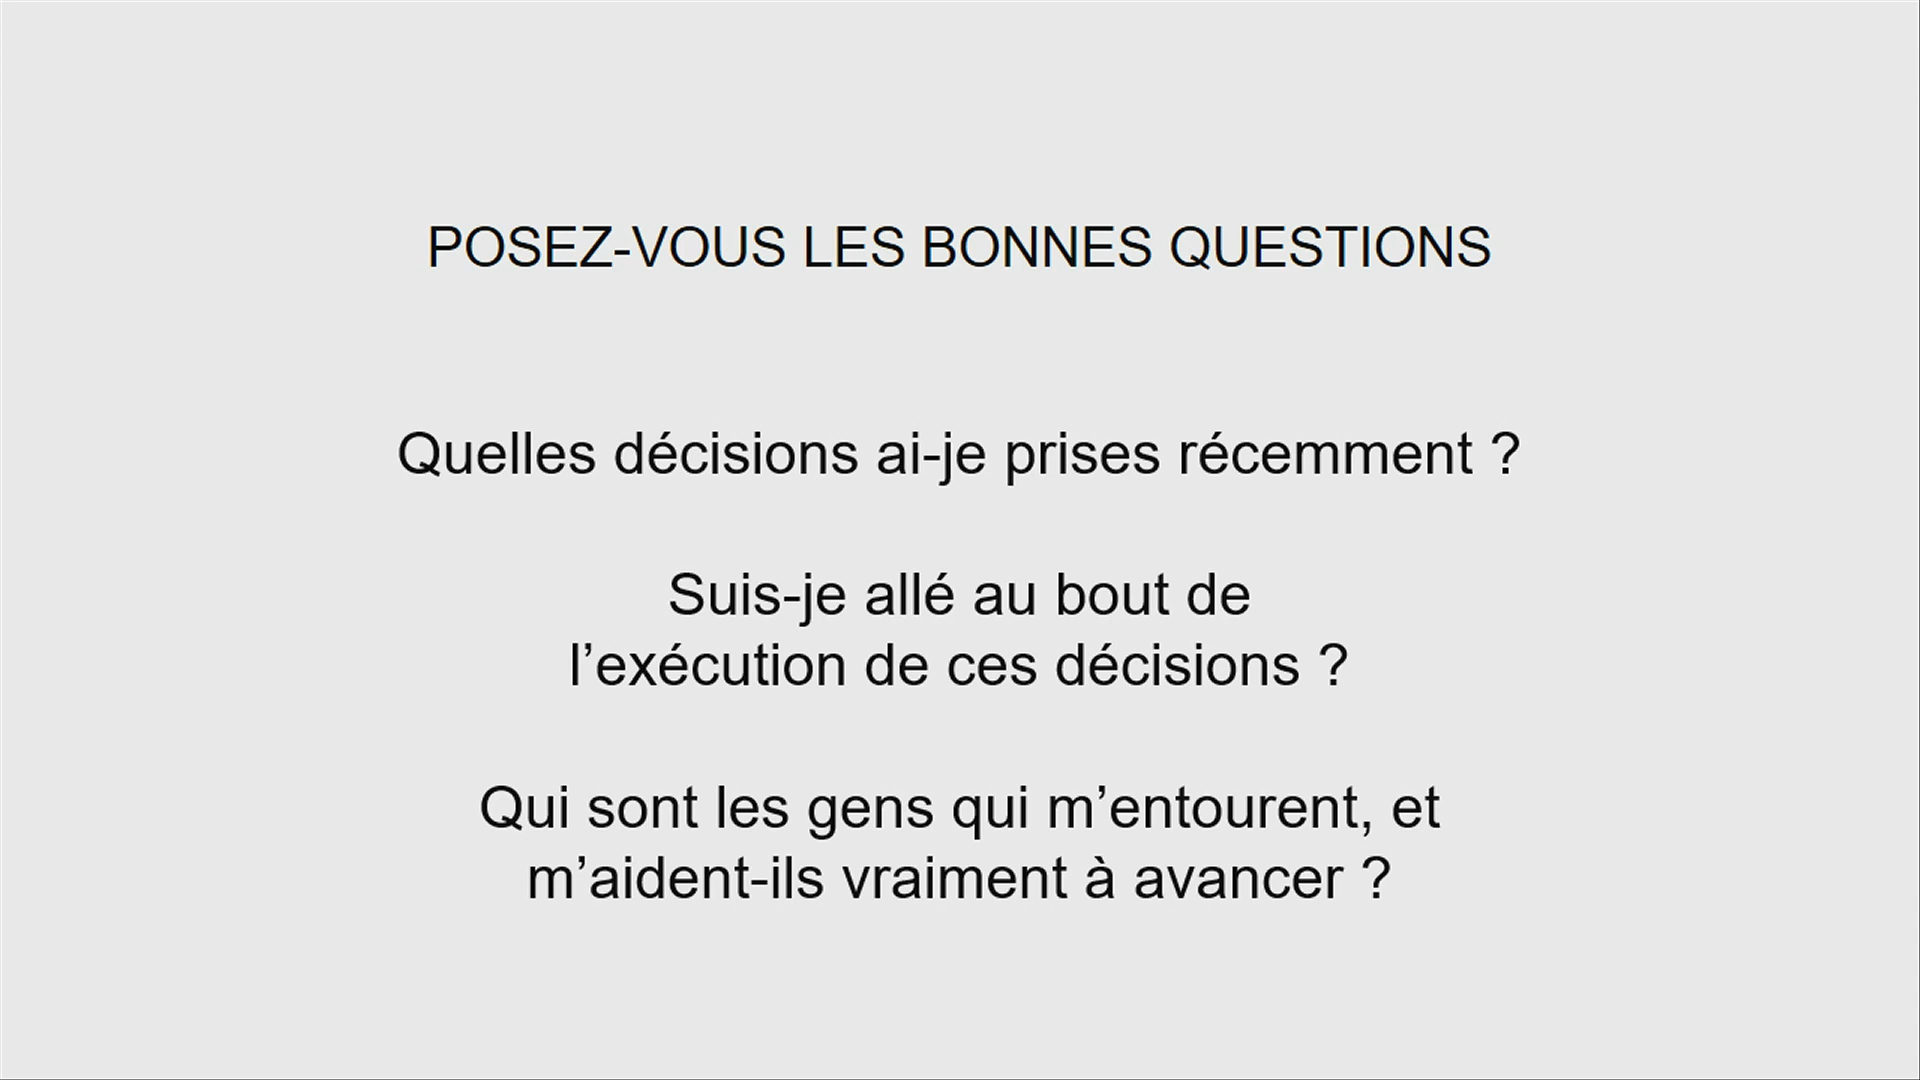 POSEZ-VOUS LES BONNES QUESTIONS
Quelles décisions ai-je prises récemment ?
Suis-je allé au bout de
l’exécution de ces décisions ?
Qui sont les gens qui m’entourent, et
m’aident-ils vraiment à avancer ?